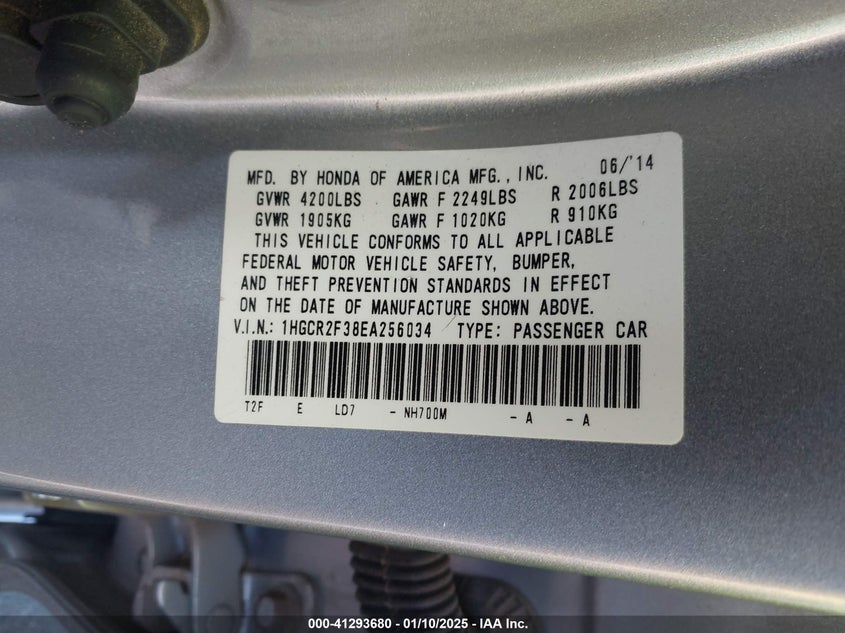 MFD. BY HONDA OF AMERICA MFG., INC. 06/'14
GVWR 4200LBS GAWR F 2249LBS R 2006LBS
GVWR 1905KG GAWR F 1020KG R 910KG
THIS VEHICLE CONFORMS TO ALL APPLICABLE
FEDERAL MOTOR VEHICLE SAFETY, BUMPER,
AND THEFT PREVENTION STANDARDS IN EFFECT
ON THE DATE OF MANUFACTURE SHOWN ABOVE.
V.I.N.: 1HGCR2F38EA256034 TYPE: PASSENGER CAR
T2F E LD7 - NH700M - A - A
000-41293680 - 01/10/2025 - IAA Inc.